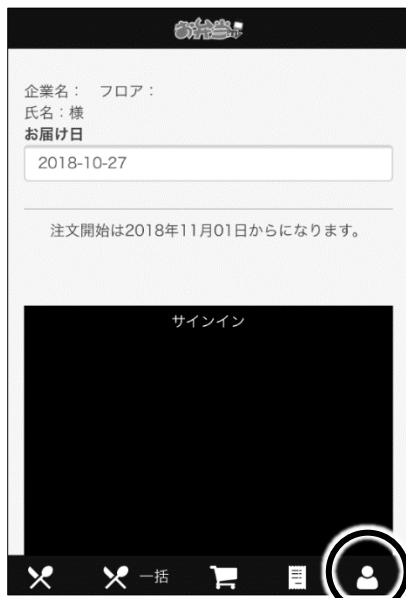 お弁当
企業名： フロア：
氏名：様
お届け日
2018-10-27
注文開始は2018年11月01日からになります。
サインイン
一括